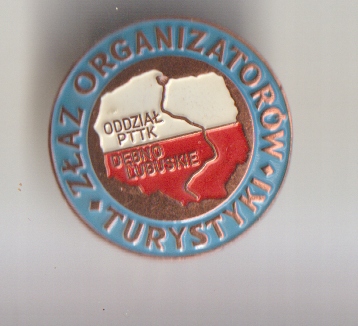 ZŁAZ ORGANIZATORÓW
• TURYSTYKI •
ODDZIAŁ
PTTK
DĘBNO
LUBUSKIE